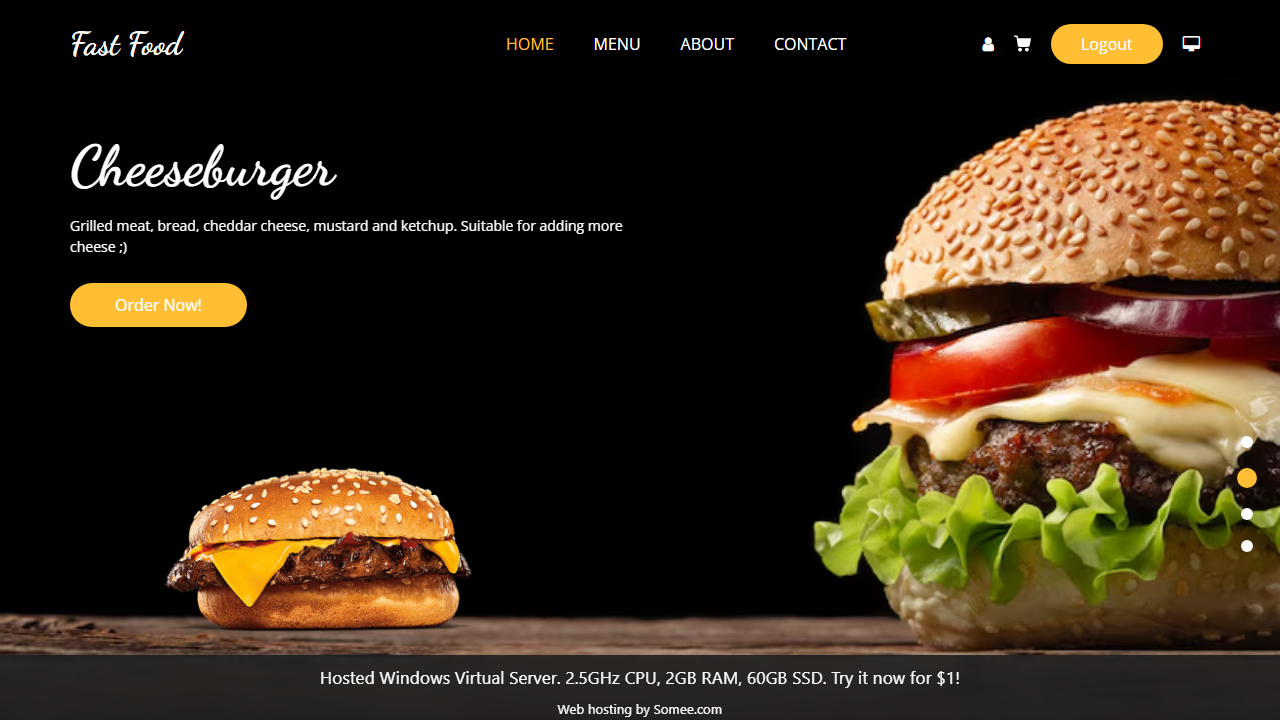 Fast Food
HOME MENU ABOUT CONTACT Logout
Cheeseburger
Grilled meat, bread, cheddar cheese, mustard and ketchup. Suitable for adding more
cheese ;)
Order Now!
Hosted Windows Virtual Server. 2.5GHz CPU, 2GB RAM, 60GB SSD. Try it now for $1!
Web hosting by Somee.com